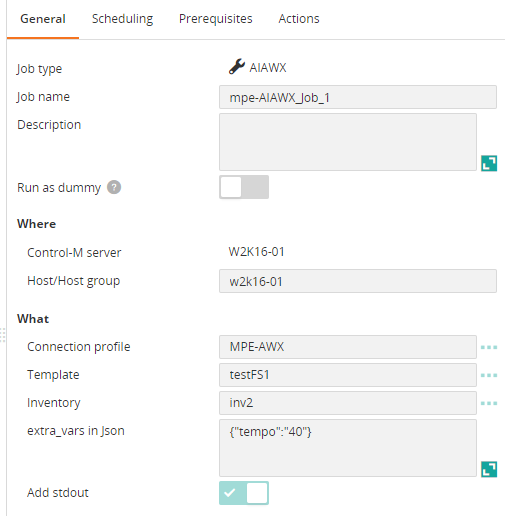 General Scheduling Prerequisites Actions
Job type AIAWX
Job name mpe-AIAWX_Job_1
Description
Run as dummy ?
Where
Control-M server W2K16-01
Host/Host group w2k16-01
What
Connection profile MPE-AWX
Template testFS1
Inventory inv2
extra_vars in Json {"tempo":"40"}
Add stdout